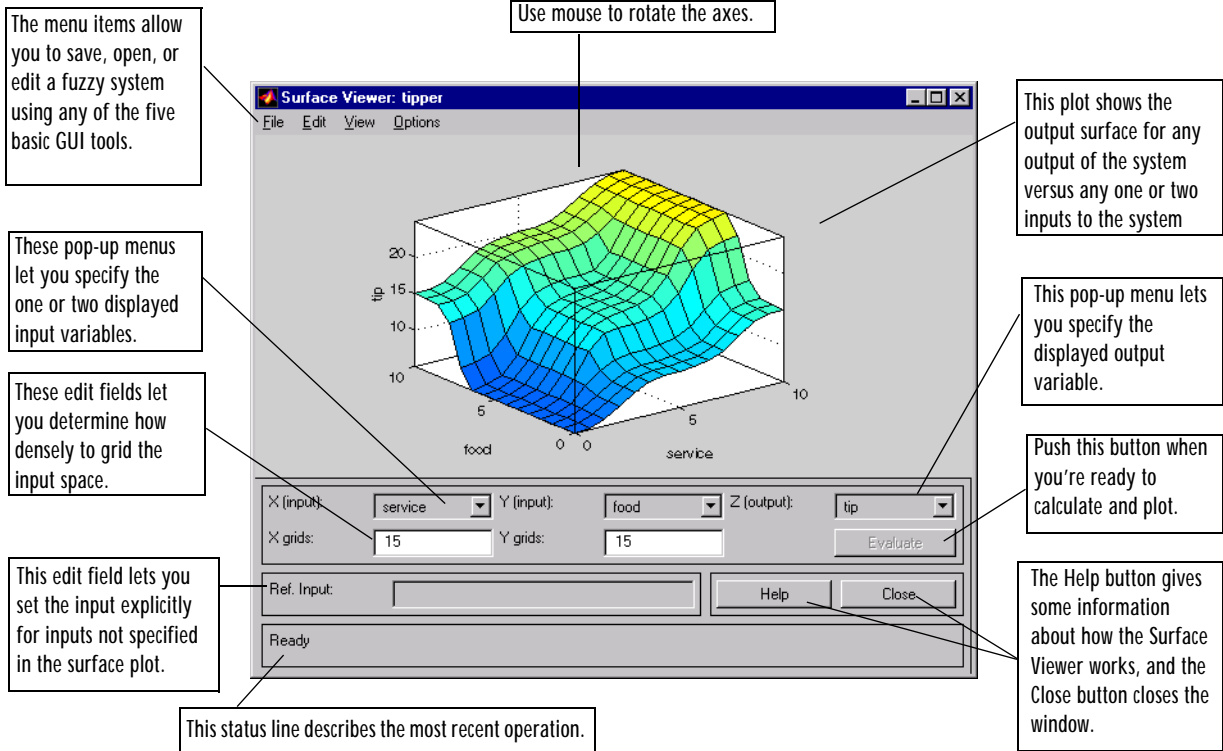 Use mouse to rotate the axes.
The menu items allow
you to save, open, or
edit a fuzzy system
using any of the five
basic GUI tools.
These pop-up menus
let you specify the
one or two displayed
input variables.
These edit fields let
you determine how
densely to grid the
input space.
This edit field lets you
set the input explicitly
for inputs not specified
in the surface plot.
Surface Viewer: tipper
File Edit View Options
20
15
10
tip
10
5
0
food
0
5
10
service
X (input): service Y (input): food Z (output): tip
X grids: 15 Y grids: 15 Evaluate
Ref. Input: Help Close
Ready
This plot shows the
output surface for any
output of the system
versus any one or two
inputs to the system
This pop-up menu lets
you specify the
displayed output
variable.
Push this button when
you're ready to
calculate and plot.
The Help button gives
some information
about how the Surface
Viewer works, and the
Close button closes the
window.
This status line describes the most recent operation.